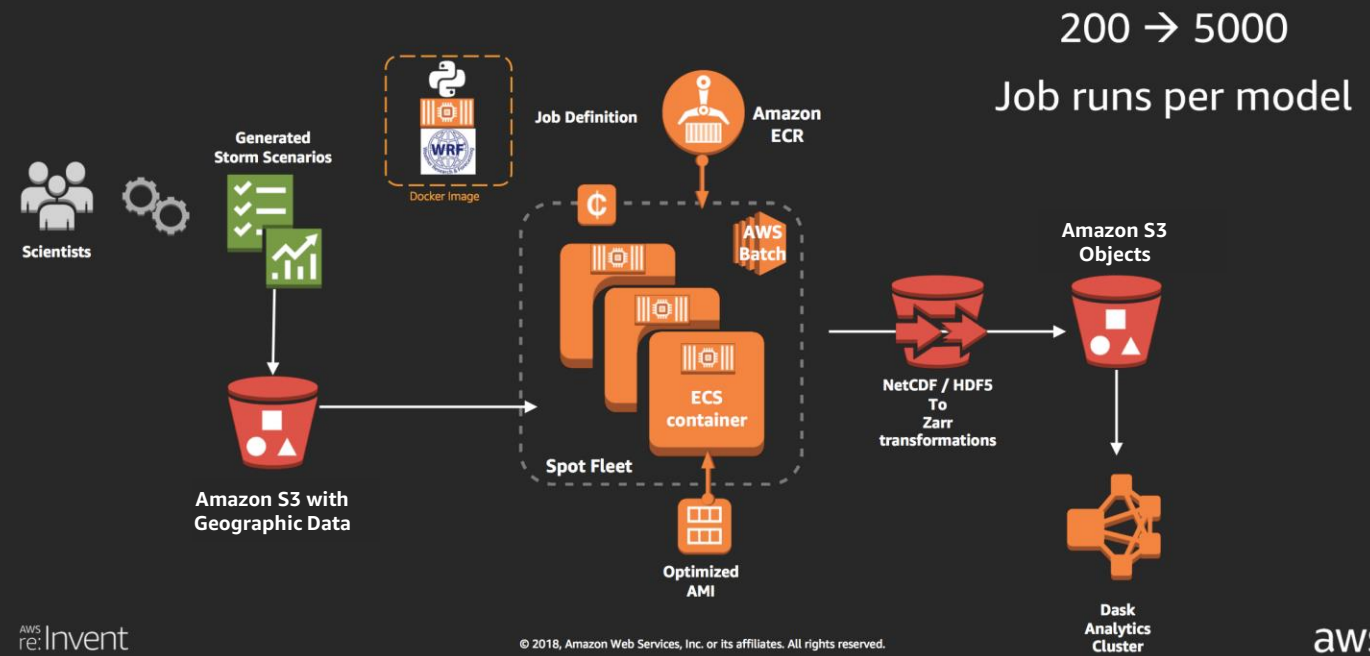 200 → 5000
Job runs per model
Job Definition
Amazon
ECR
WRF
Docker Image
Generated
Storm Scenarios
Scientists
₵
AWS
Batch
Amazon S3
Objects
ECS
container
NetCDF / HDF5
To
Zarr
transformations
Spot Fleet
Amazon S3 with
Geographic Data
Optimized
AMI
Dask
Analytics
Cluster
AWS
re:Invent
© 2018, Amazon Web Services, Inc. or its affiliates. All rights reserved.
aws